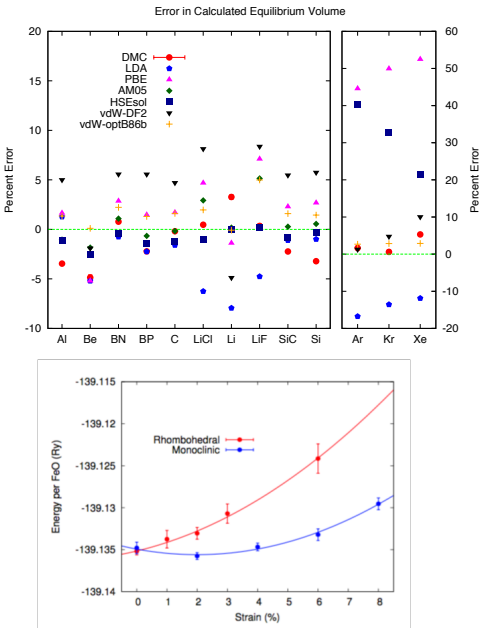 Error in Calculated Equilibrium Volume
20
15
10
5
0
-5
-10
Percent Error
DMC
LDA
PBE
AM05
HSEsol
vdW-DF2
vdW-optB86b
Al Be BN BP C LiCl Li LiF SiC Si
60
50
40
30
20
10
0
-10
-20
Percent Error
Ar Kr Xe
-139.115
-139.12
-139.125
-139.13
-139.135
-139.14
Energy per FeO (Ry)
Rhombohedral
Monoclinic
0 1 2 3 4 5 6 7 8
Strain (%)